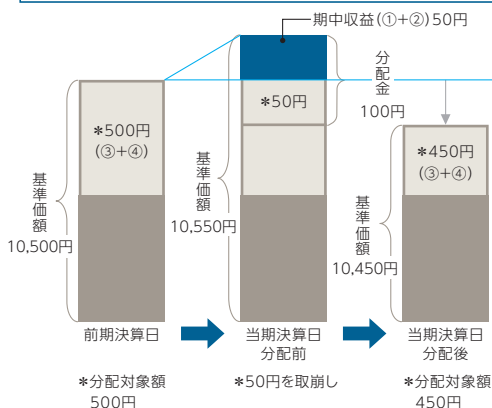 期中収益(①+②)50円
分配金
100円
*500円
(③+④)
*50円
*450円
(③+④)
基準価額
10,500円
基準価額
10,550円
基準価額
10,450円
前期決算日
当期決算日
分配前
当期決算日
分配後
*分配対象額
500円
*50円を取崩し
*分配対象額
450円